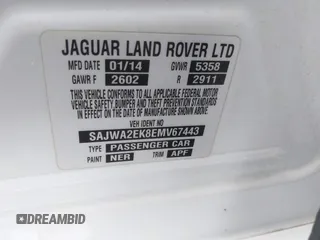 JAGUAR LAND ROVER LTD
MFD DATE 01/14 GVWR 5358
GAWR F 2602 R 2911
THIS VEHICLE CONFORMS TO ALL APPLICABLE FEDERAL MOTOR
VEHICLE SAFETY, BUMPER AND THEFT PREVENTION STANDARDS
IN EFFECT ON THE DATE OF MANUFACTURE SHOWN ABOVE.
VEH IDENT No
SAJWA2EK8EMV67443
TYPE PASSENGER CAR
PAINT NER TRIM APF
© AUTOBIDMASTER